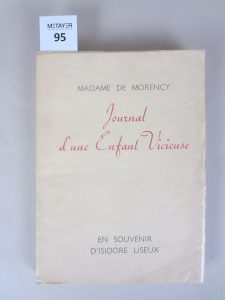 METAYER
95
MADAME DE MORENCY
Journal
d'une Enfant Vicieuse
EN SOUVENIR
D'ISIDORE LISEUX